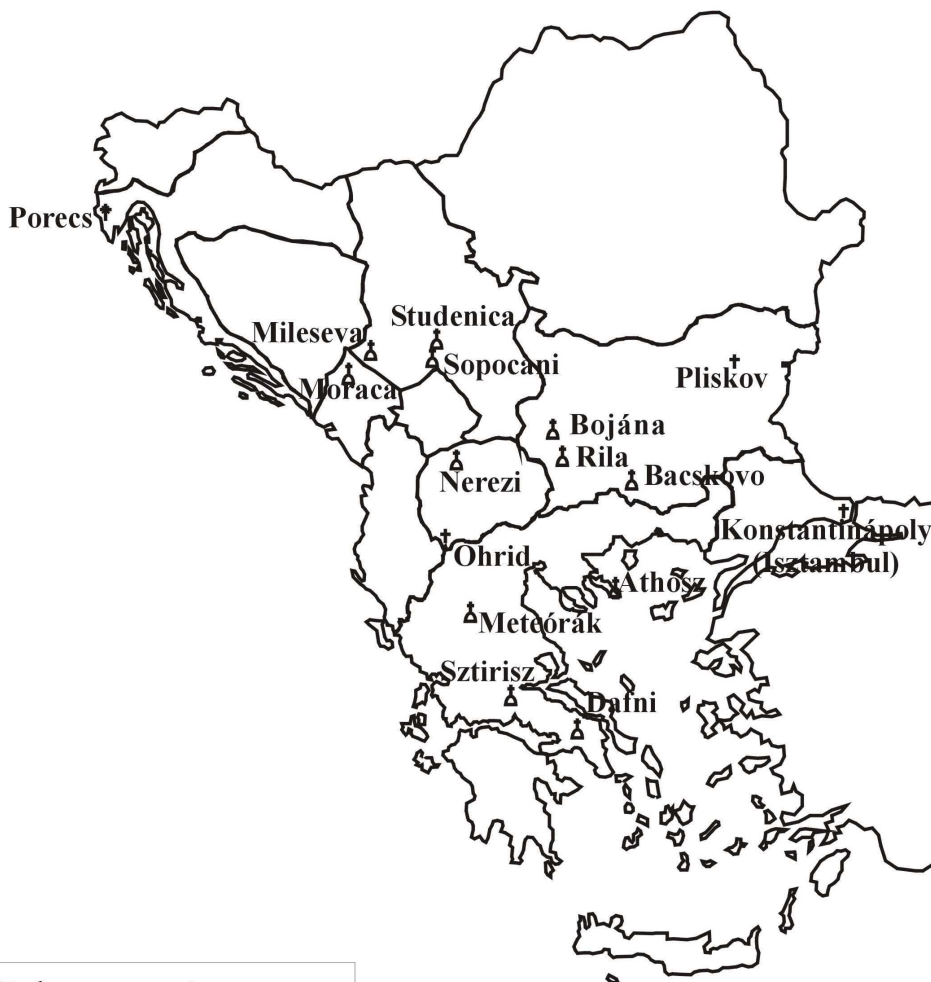 Porecs
Studenica
Mileseva
Sopocani
Moraca
Pliskov
Bojána
Rila
Bacskovo
Nerezi
Konstantinápoly
(Isztambul)
Ohrid
Athosz
Meteórák
Sztirisz
Dafni